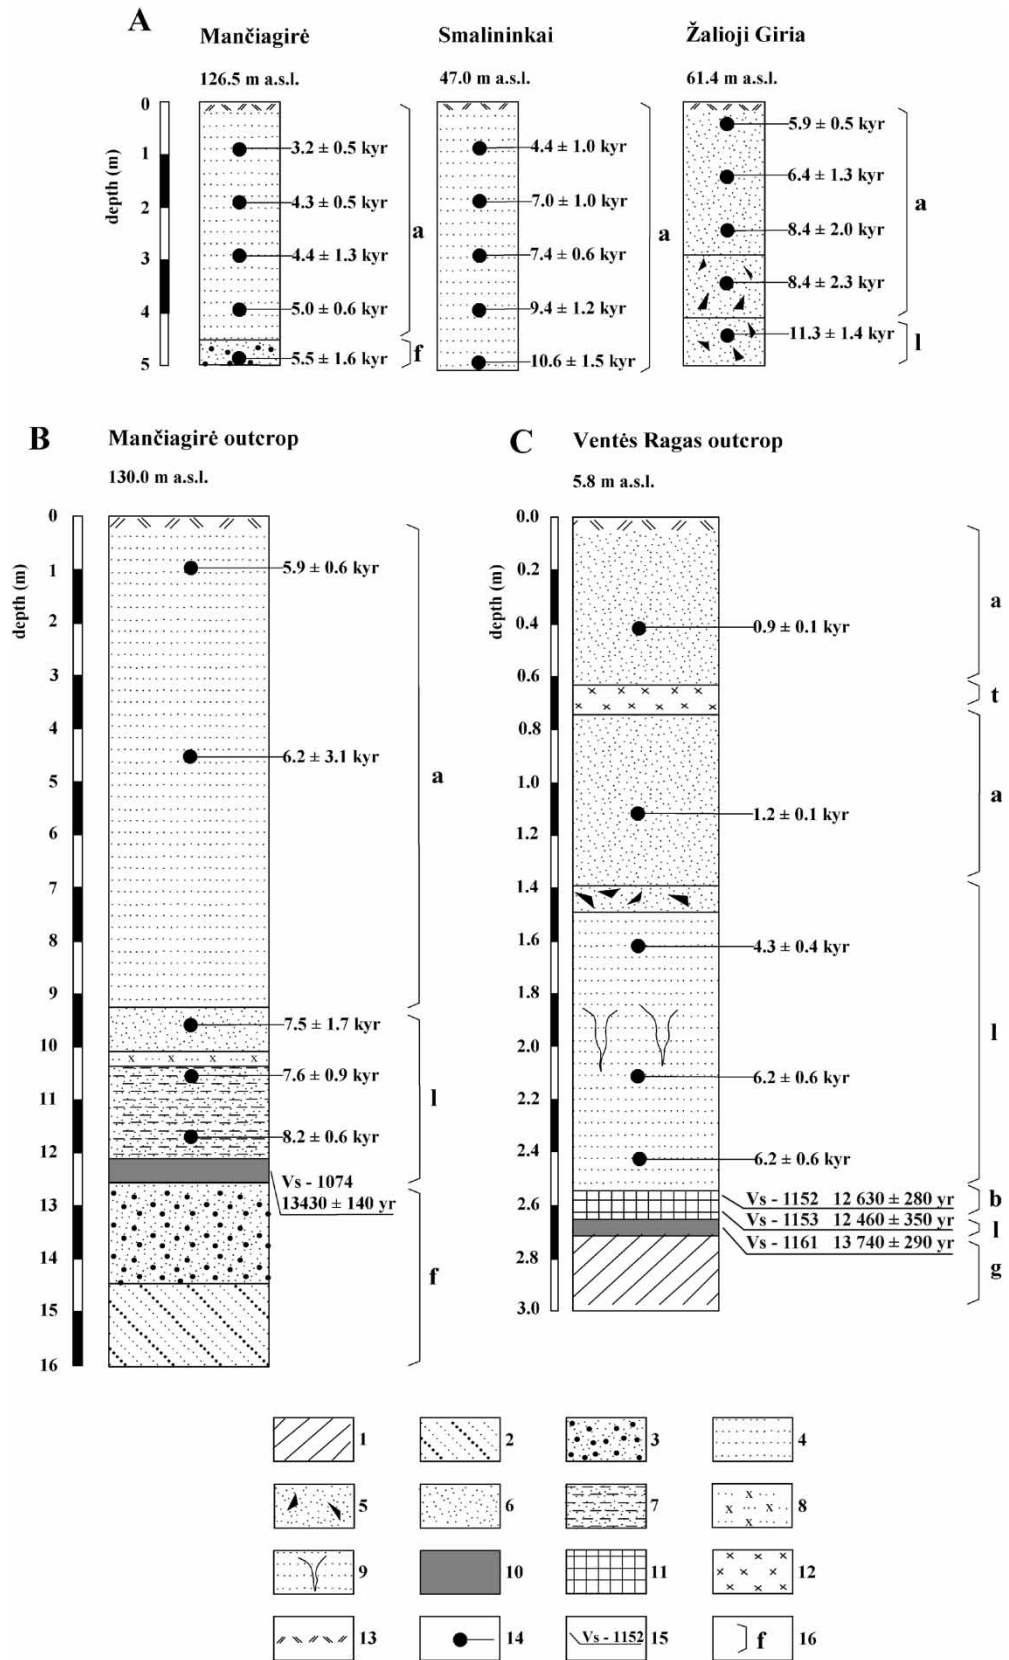 A
Mančiagirė
Smalininkai
Žalioji Giria
126.5 m a.s.l.
47.0 m a.s.l.
61.4 m a.s.l.
depth (m)
0
1
2
3
4
5
3.2 ± 0.5 kyr
4.3 ± 0.5 kyr
4.4 ± 1.3 kyr
5.0 ± 0.6 kyr
5.5 ± 1.6 kyr
a
f
4.4 ± 1.0 kyr
7.0 ± 1.0 kyr
7.4 ± 0.6 kyr
9.4 ± 1.2 kyr
10.6 ± 1.5 kyr
a
5.9 ± 0.5 kyr
6.4 ± 1.3 kyr
8.4 ± 2.0 kyr
8.4 ± 2.3 kyr
11.3 ± 1.4 kyr
a
l
B
Mančiagirė outcrop
130.0 m a.s.l.
depth (m)
0
1
2
3
4
5
6
7
8
9
10
11
12
13
14
15
16
5.9 ± 0.6 kyr
6.2 ± 3.1 kyr
7.5 ± 1.7 kyr
7.6 ± 0.9 kyr
8.2 ± 0.6 kyr
Vs - 1074
13430 ± 140 yr
a
l
f
x x x x
C
Ventės Ragas outcrop
5.8 m a.s.l.
depth (m)
0.0
0.2
0.4
0.6
0.8
1.0
1.2
1.4
1.6
1.8
2.0
2.2
2.4
2.6
2.8
3.0
0.9 ± 0.1 kyr
1.2 ± 0.1 kyr
4.3 ± 0.4 kyr
6.2 ± 0.6 kyr
6.2 ± 0.6 kyr
Vs - 1152 12 630 ± 280 yr
Vs - 1153 12 460 ± 350 yr
Vs - 1161 13 740 ± 290 yr
a
t
a
l
b
l
g
1
2
3
4
5
6
7
x
x x
x
8
9
10
11
12
13
14
Vs - 1152 15
f 16